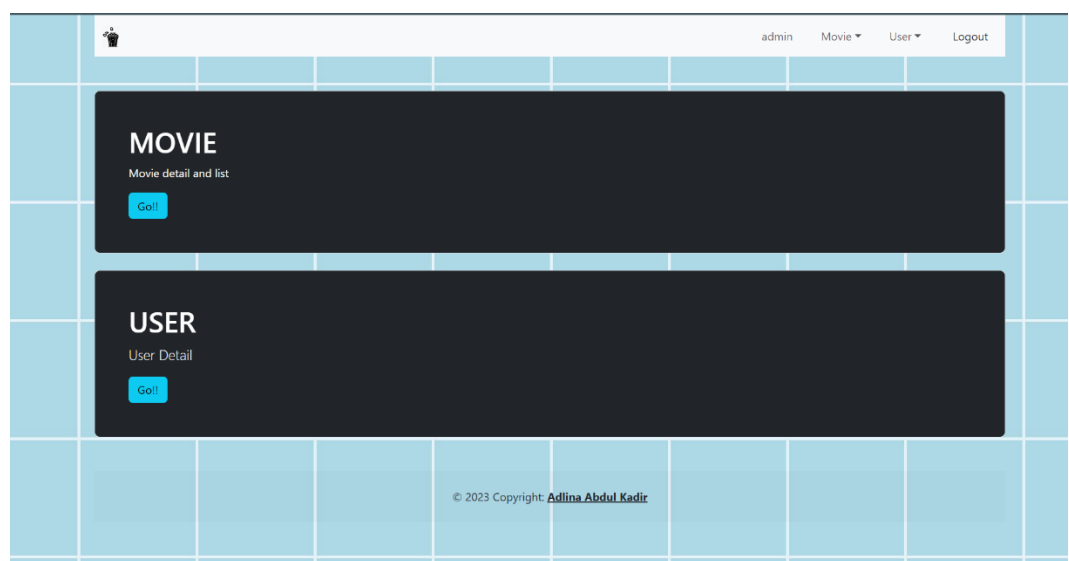 admin Movie User Logout
MOVIE
Movie detail and list
Go!!
USER
User Detail
Go!!
© 2023 Copyright: Adlina Abdul Kadir